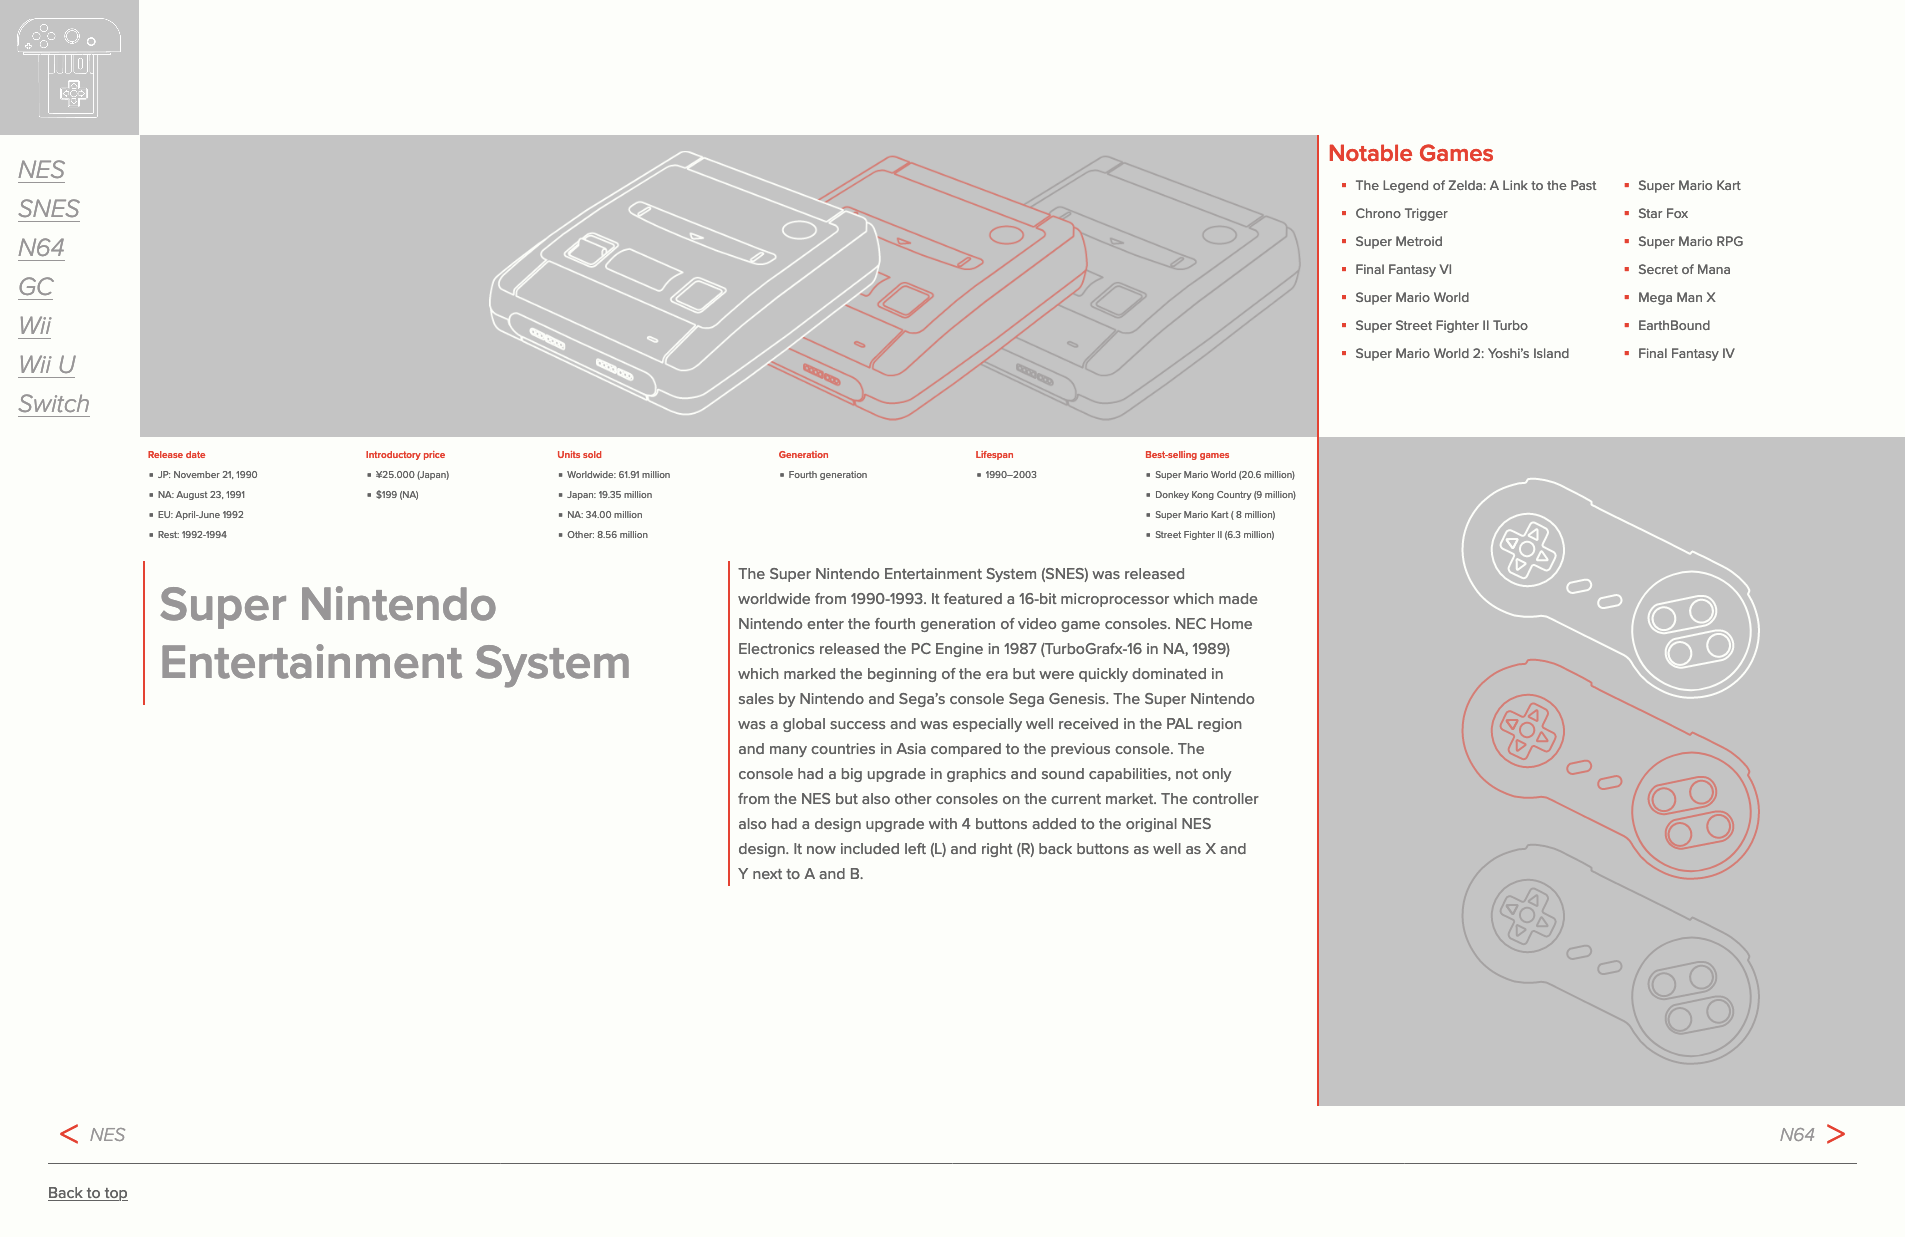 NES
SNES
N64
GC
Wii
Wii U
Switch
Notable Games
The Legend of Zelda: A Link to the Past
Chrono Trigger
Super Metroid
Final Fantasy VI
Super Mario World
Super Street Fighter II Turbo
Super Mario World 2: Yoshi's Island
Super Mario Kart
Star Fox
Super Mario RPG
Secret of Mana
Mega Man X
EarthBound
Final Fantasy IV
Release date
JP: November 21, 1990
NA: August 23, 1991
EU: April-June 1992
Rest: 1992-1994
Introductory price
¥25.000 (Japan)
$199 (NA)
Units sold
Worldwide: 61.91 million
Japan: 19.35 million
NA: 34.00 million
Other: 8.56 million
Generation
Fourth generation
Lifespan
1990–2003
Best-selling games
Super Mario World (20.6 million)
Donkey Kong Country (9 million)
Super Mario Kart ( 8 million)
Street Fighter II (6.3 million)
Super Nintendo
Entertainment System
The Super Nintendo Entertainment System (SNES) was released
worldwide from 1990-1993. It featured a 16-bit microprocessor which made
Nintendo enter the fourth generation of video game consoles. NEC Home
Electronics released the PC Engine in 1987 (TurboGrafx-16 in NA, 1989)
which marked the beginning of the era but were quickly dominated in
sales by Nintendo and Sega's console Sega Genesis. The Super Nintendo
was a global success and was especially well received in the PAL region
and many countries in Asia compared to the previous console. The
console had a big upgrade in graphics and sound capabilities, not only
from the NES but also other consoles on the current market. The controller
also had a design upgrade with 4 buttons added to the original NES
design. It now included left (L) and right (R) back buttons as well as X and
Y next to A and B.
< NES
N64 >
Back to top